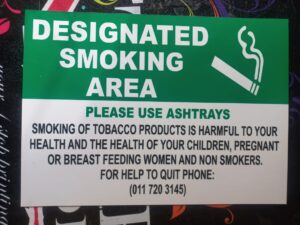 DESIGNATED
SMOKING
AREA
PLEASE USE ASHTRAYS
SMOKING OF TOBACCO PRODUCTS IS HARMFUL TO YOUR
HEALTH AND THE HEALTH OF YOUR CHILDREN, PREGNANT
OR BREAST FEEDING WOMEN AND NON SMOKERS.
FOR HELP TO QUIT PHONE:
(011 720 3145)